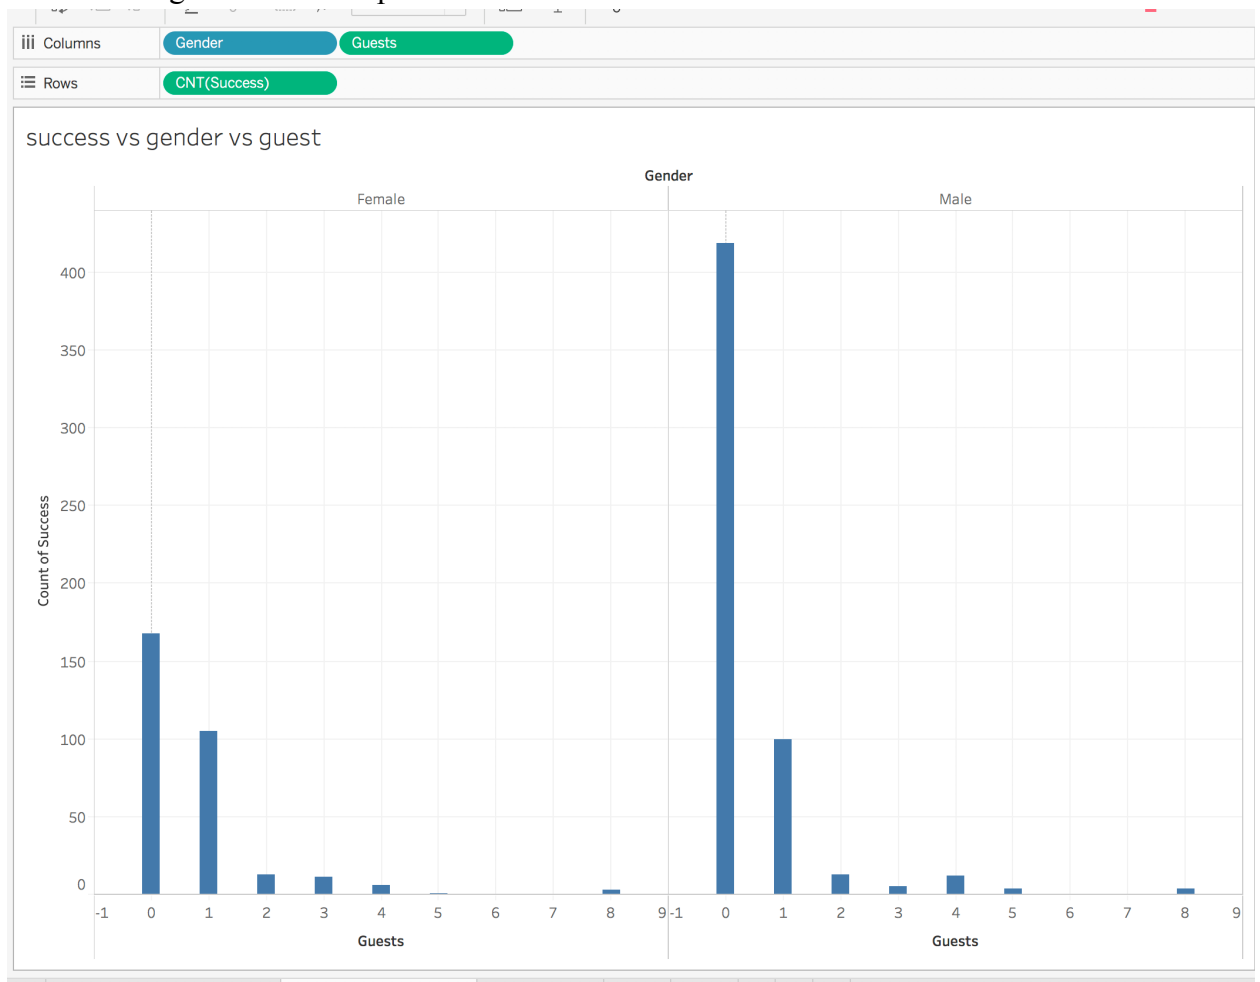 Columns
Gender
Guests
Rows
CNT(Success)
success vs gender vs guest
Gender
Female
Male
Count of Success
400
350
300
250
200
150
100
50
0
-1 0 1 2 3 4 5 6 7 8 9
-1 0 1 2 3 4 5 6 7 8 9
Guests
Guests